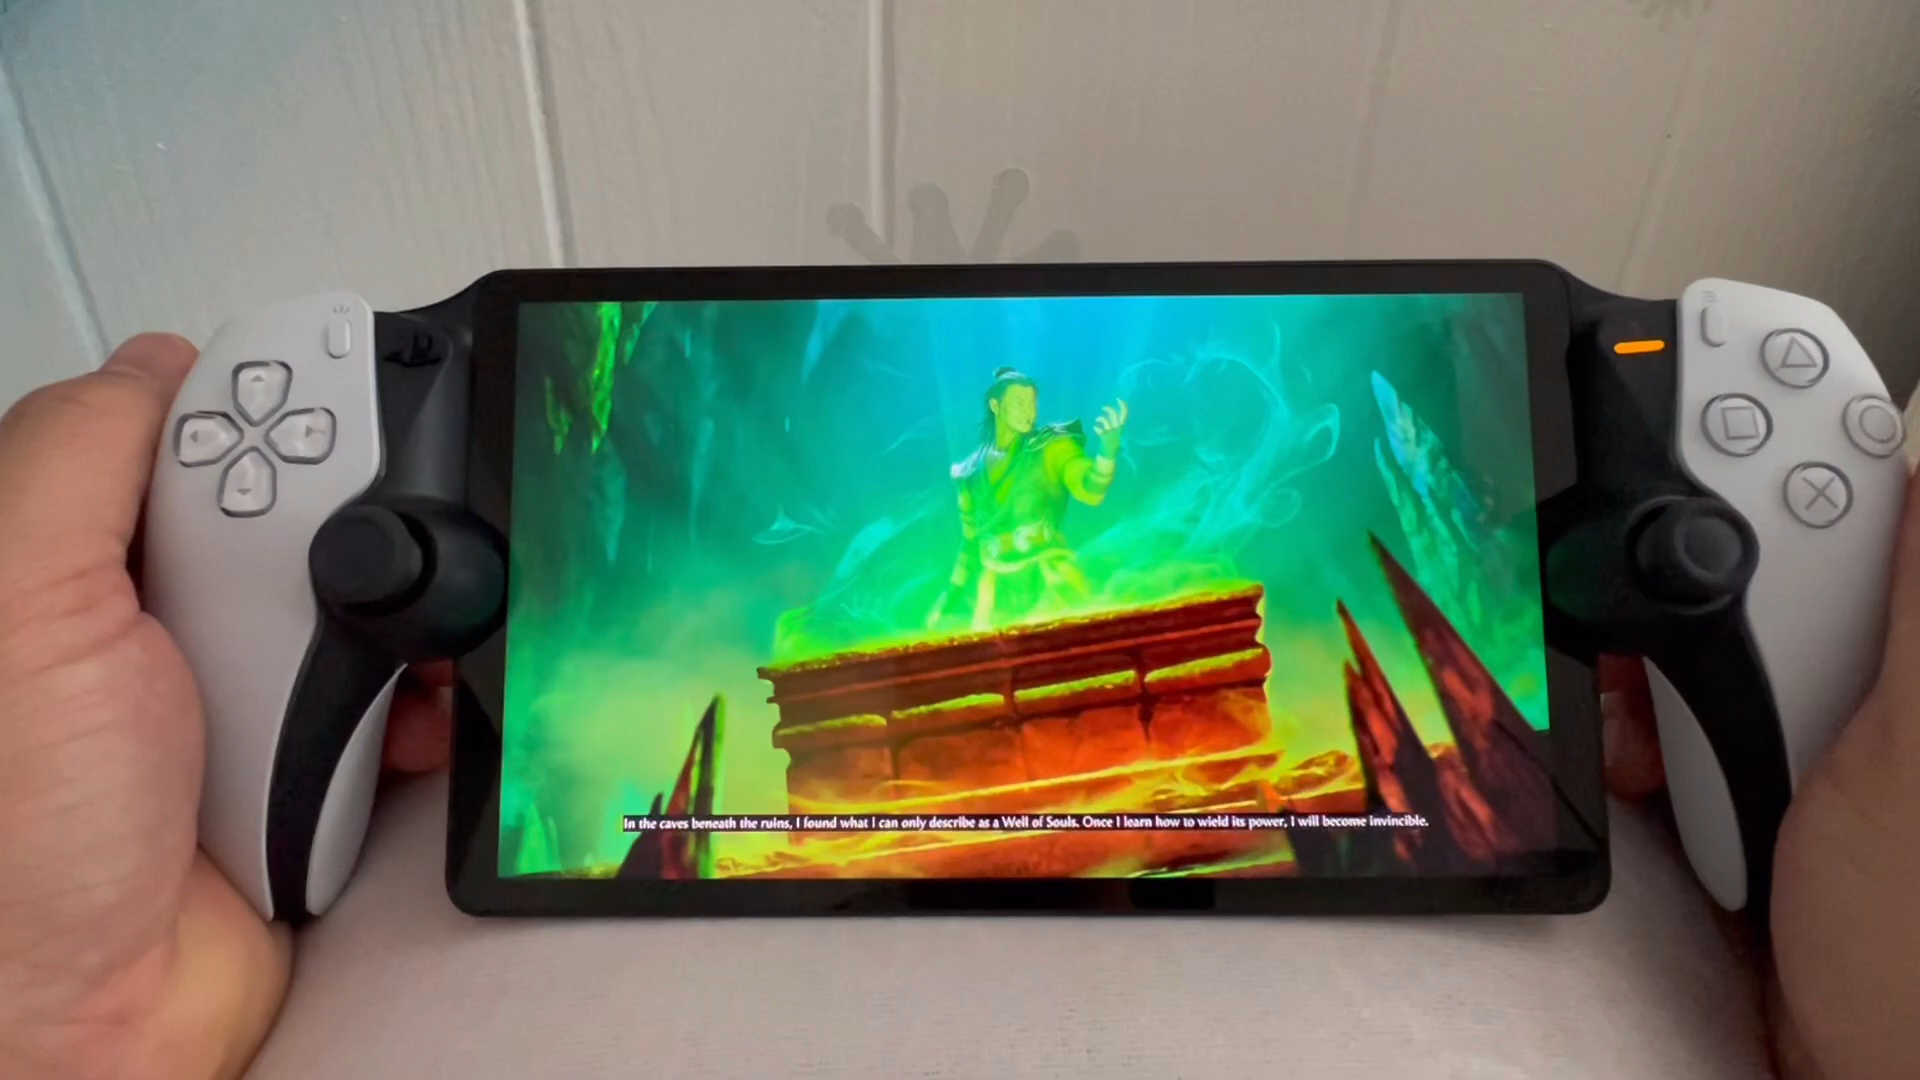 In the caves beneath the ruins, I found what I can only describe as a Well of Souls. Once I learn how to wield its power, I will become invincible.